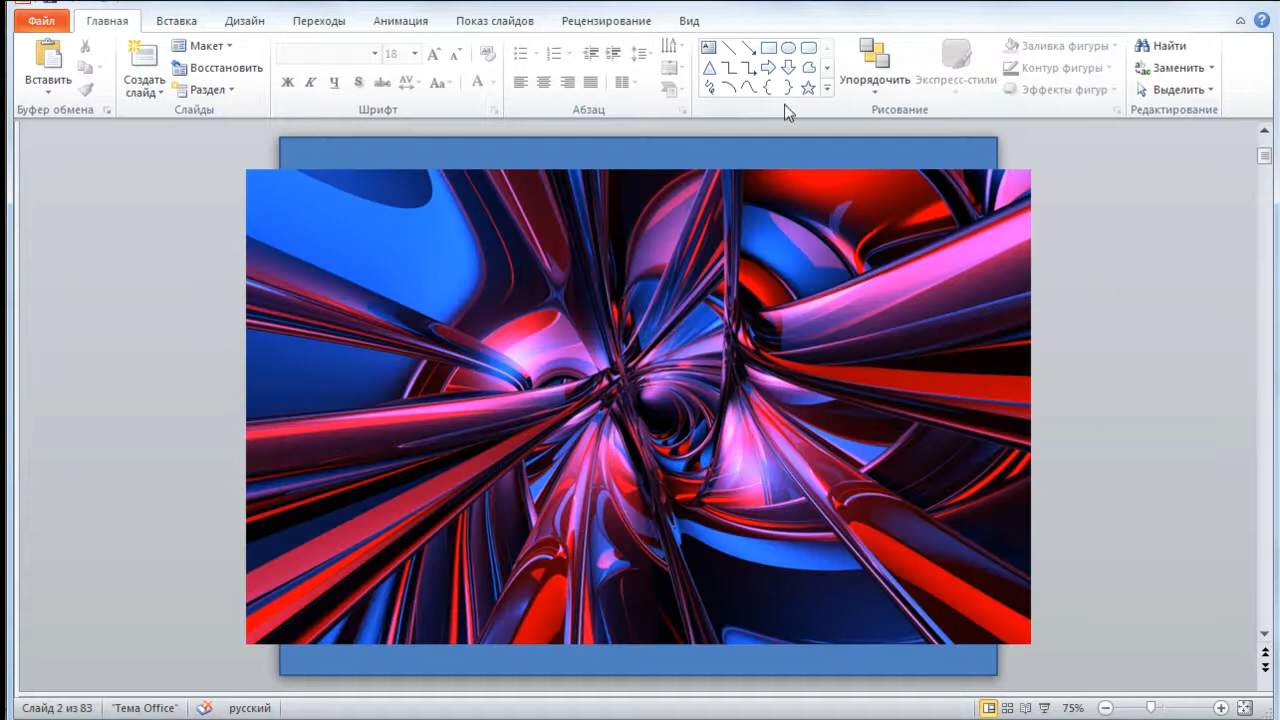 Файл Главная Вставка Дизайн Переходы Анимация Показ слайдов Рецензирование Вид
Вставить
Создать слайд
Макет
Восстановить
Раздел
18
Ж К Ч S abc AV Aa А
Упорядочить
Экспресс-стили
Заливка фигуры
Контур фигуры
Эффекты фигур
Найти
Заменить
Выделить
Буфер обмена Слайды Шрифт Абзац Рисование Редактирование
Слайд 2 из 83 "Тема Office" русский 75%